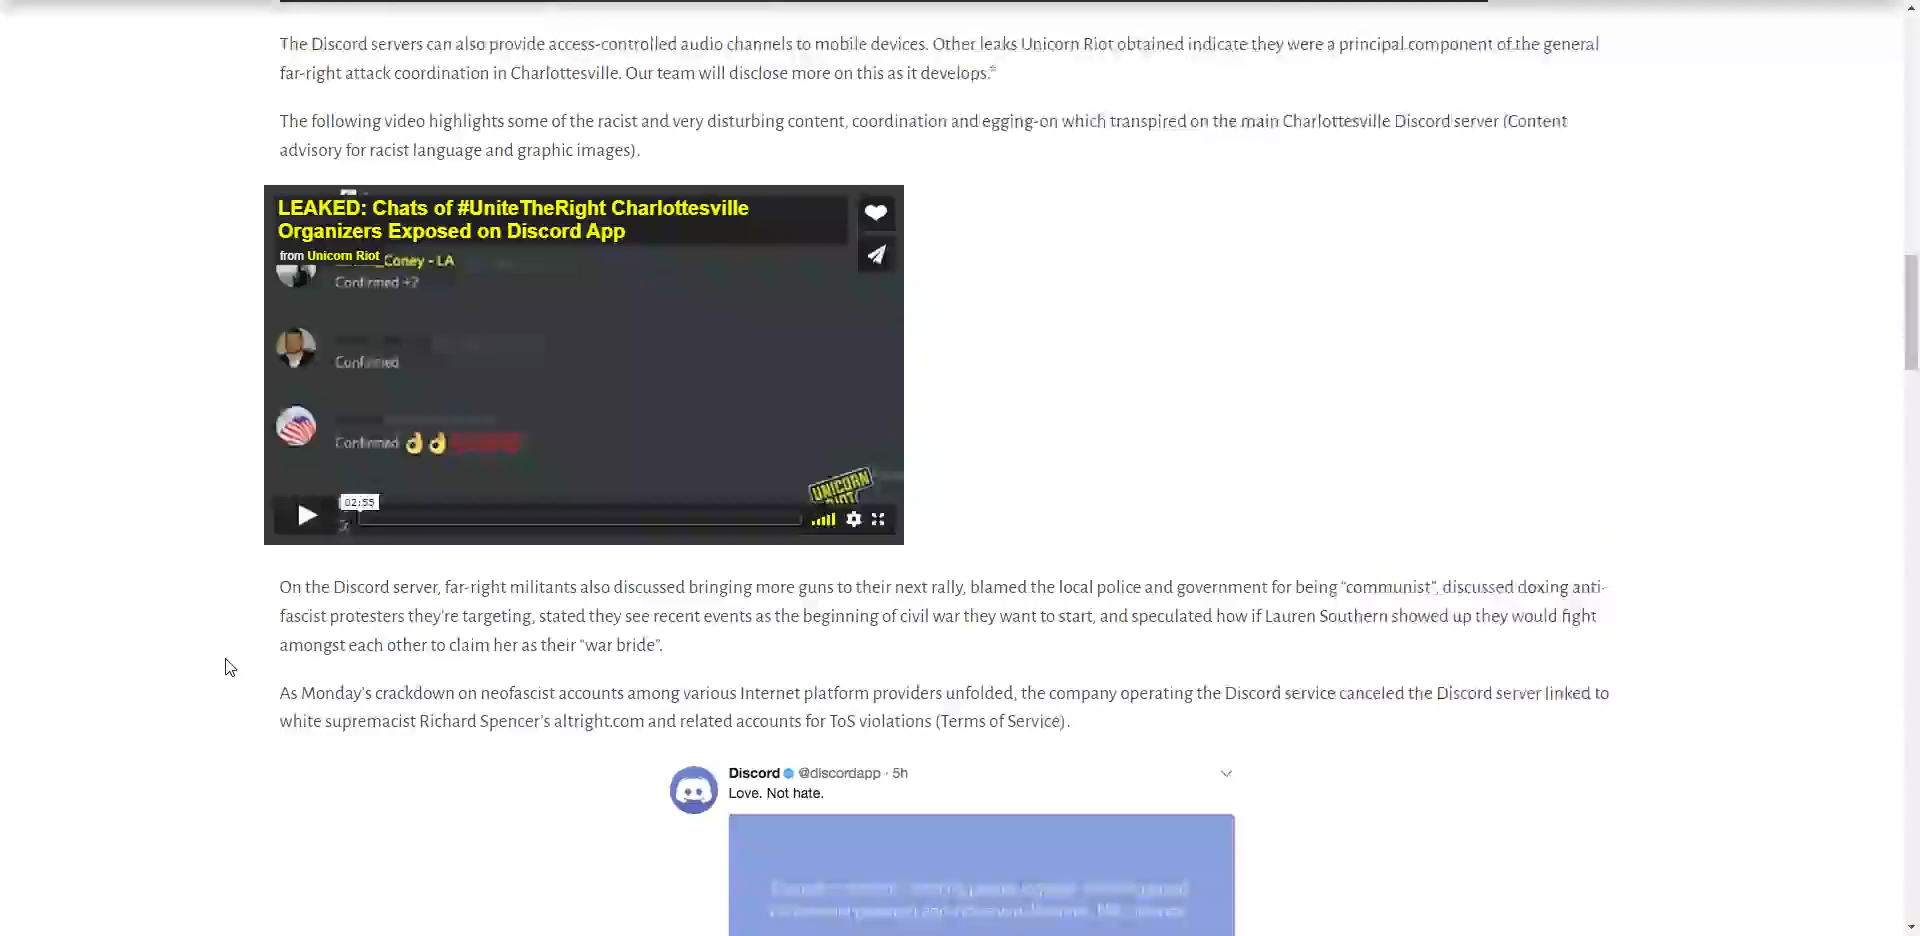 The Discord servers can also provide access-controlled audio channels to mobile devices. Other leaks Unicorn Riot obtained indicate they were a principal component of the general
far-right attack coordination in Charlottesville. Our team will disclose more on this as it develops.*
The following video highlights some of the racist and very disturbing content, coordination and egging-on which transpired on the main Charlottesville Discord server (Content
advisory for racist language and graphic images).
LEAKED: Chats of #UniteTheRight Charlottesville
Organizers Exposed on Discord App
from Unicorn Riot
Coney - LA
Confirmed +2
Confirmed
Confirmed
02:55
UNICORN
RIOT
On the Discord server, far-right militants also discussed bringing more guns to their next rally, blamed the local police and government for being “communist”, discussed doxing anti-
fascist protesters they’re targeting, stated they see recent events as the beginning of civil war they want to start, and speculated how if Lauren Southern showed up they would fight
amongst each other to claim her as their “war bride”.
As Monday’s crackdown on neofascist accounts among various Internet platform providers unfolded, the company operating the Discord service canceled the Discord server linked to
white supremacist Richard Spencer’s altright.com and related accounts for ToS violations (Terms of Service).
Discord @discordapp · 5h
Love. Not hate.